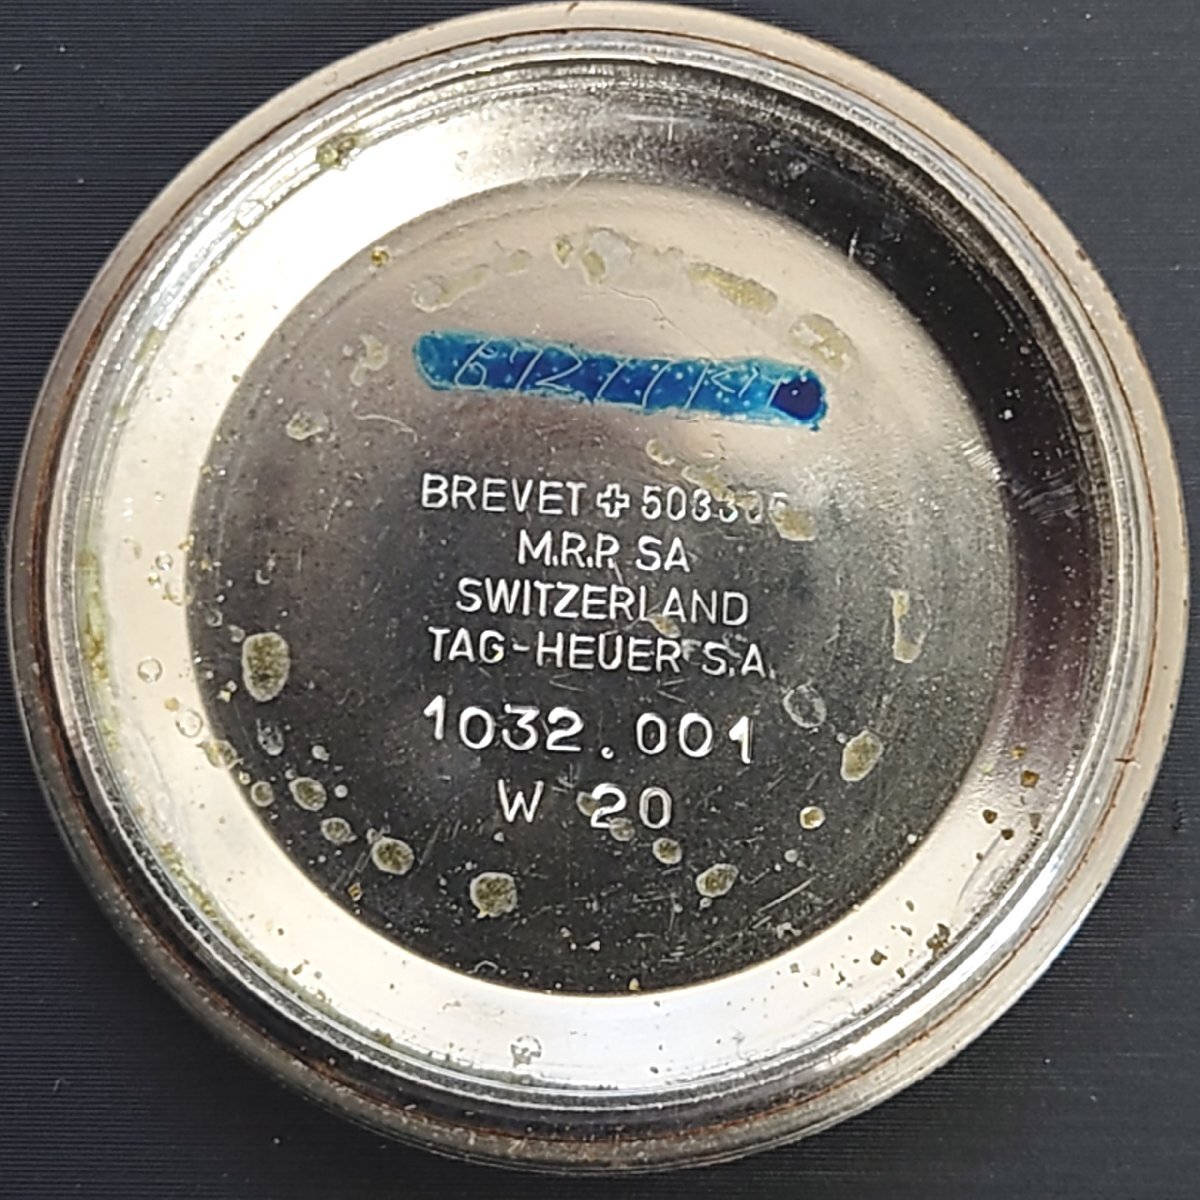 BREVET ✚
M.R.P. SA
SWITZERLAND
TAG-HEUER S.A.
1032.001
W 20